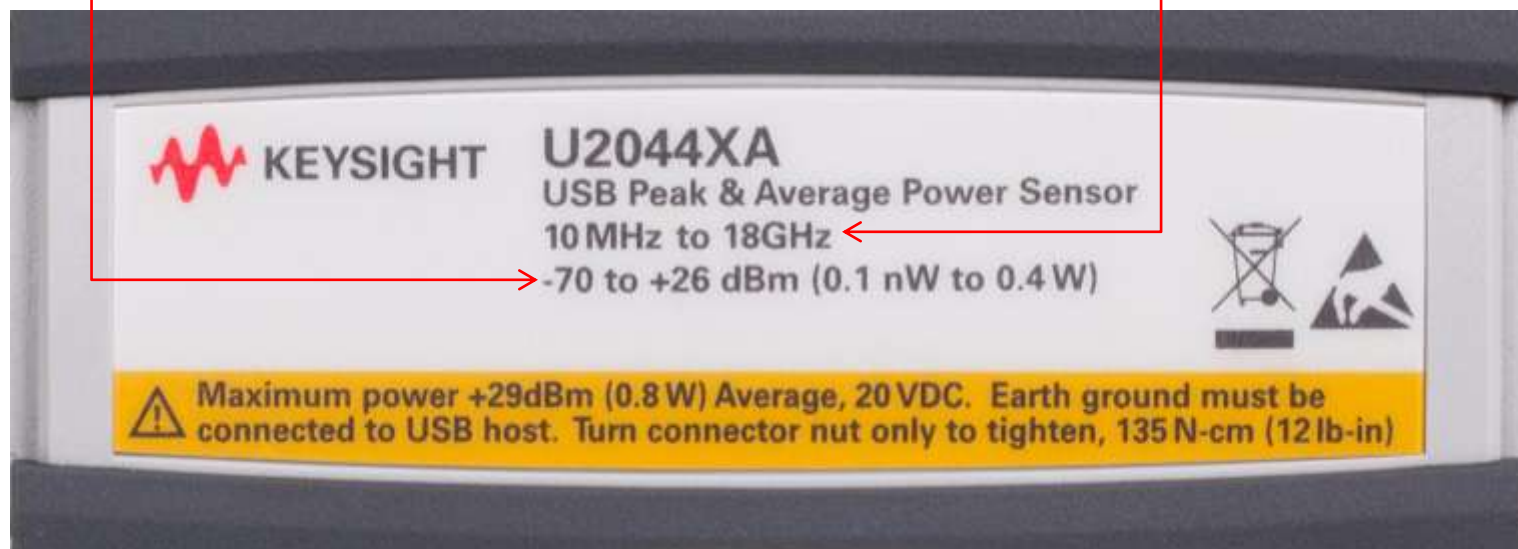 KEYSIGHT
U2044XA
USB Peak & Average Power Sensor
10 MHz to 18GHz
-70 to +26 dBm (0.1 nW to 0.4 W)
Maximum power +29dBm (0.8 W) Average, 20 VDC. Earth ground must be
connected to USB host. Turn connector nut only to tighten, 135 N-cm (12 lb-in)